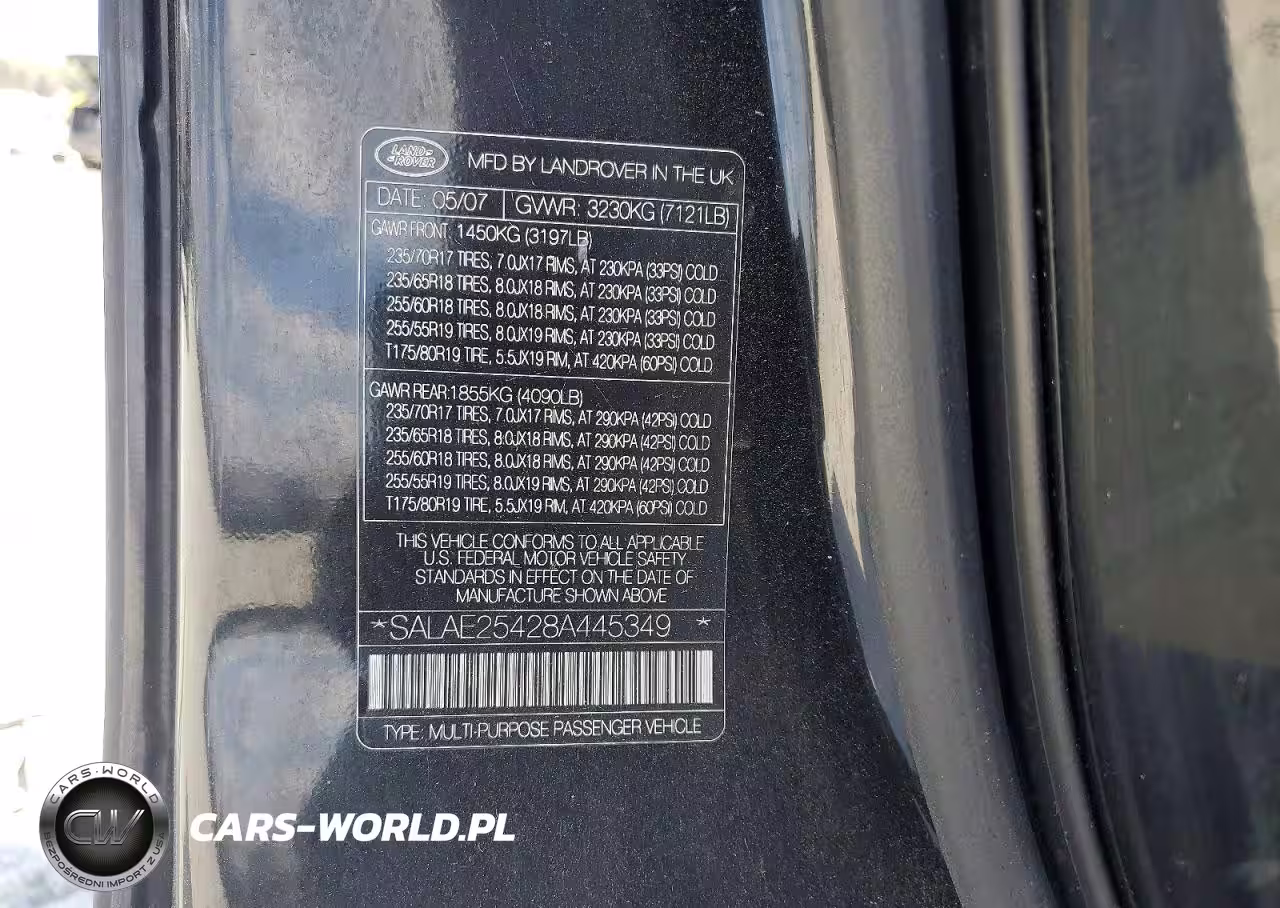 LAND-
-ROVER
MFD BY LANDROVER IN THE UK
DATE: 05/07 GVWR: 3230KG (7121LB)
GAWR FRONT: 1450KG (3197LB)
235/70R17 TIRES, 7.0JX17 RIMS, AT 230KPA (33PSI) COLD
235/65R18 TIRES, 8.0JX18 RIMS, AT 230KPA (33PSI) COLD
255/60R18 TIRES, 8.0JX18 RIMS, AT 230KPA (33PSI) COLD
255/55R19 TIRES, 8.0JX19 RIMS, AT 230KPA (33PSI) COLD
T175/80R19 TIRE, 5.5JX19 RIM, AT 420KPA (60PSI) COLD
GAWR REAR:1855KG (4090LB)
235/70R17 TIRES, 7.0JX17 RIMS, AT 290KPA (42PSI) COLD
235/65R18 TIRES, 8.0JX18 RIMS, AT 290KPA (42PSI) COLD
255/60R18 TIRES, 8.0JX18 RIMS, AT 290KPA (42PSI) COLD
255/55R19 TIRES, 8.0JX19 RIMS, AT 290KPA (42PSI) COLD
T175/80R19 TIRE, 5.5JX19 RIM, AT 420KPA (60PSI) COLD
THIS VEHICLE CONFORMS TO ALL APPLICABLE
U.S. FEDERAL MOTOR VEHICLE SAFETY
STANDARDS IN EFFECT ON THE DATE OF
MANUFACTURE SHOWN ABOVE
*SALAE25428A445349 *
TYPE: MULTI-PURPOSE PASSENGER VEHICLE
CARS-WORLD
CW
BEZPOŚREDNI IMPORT Z USA
CARS-WORLD.PL